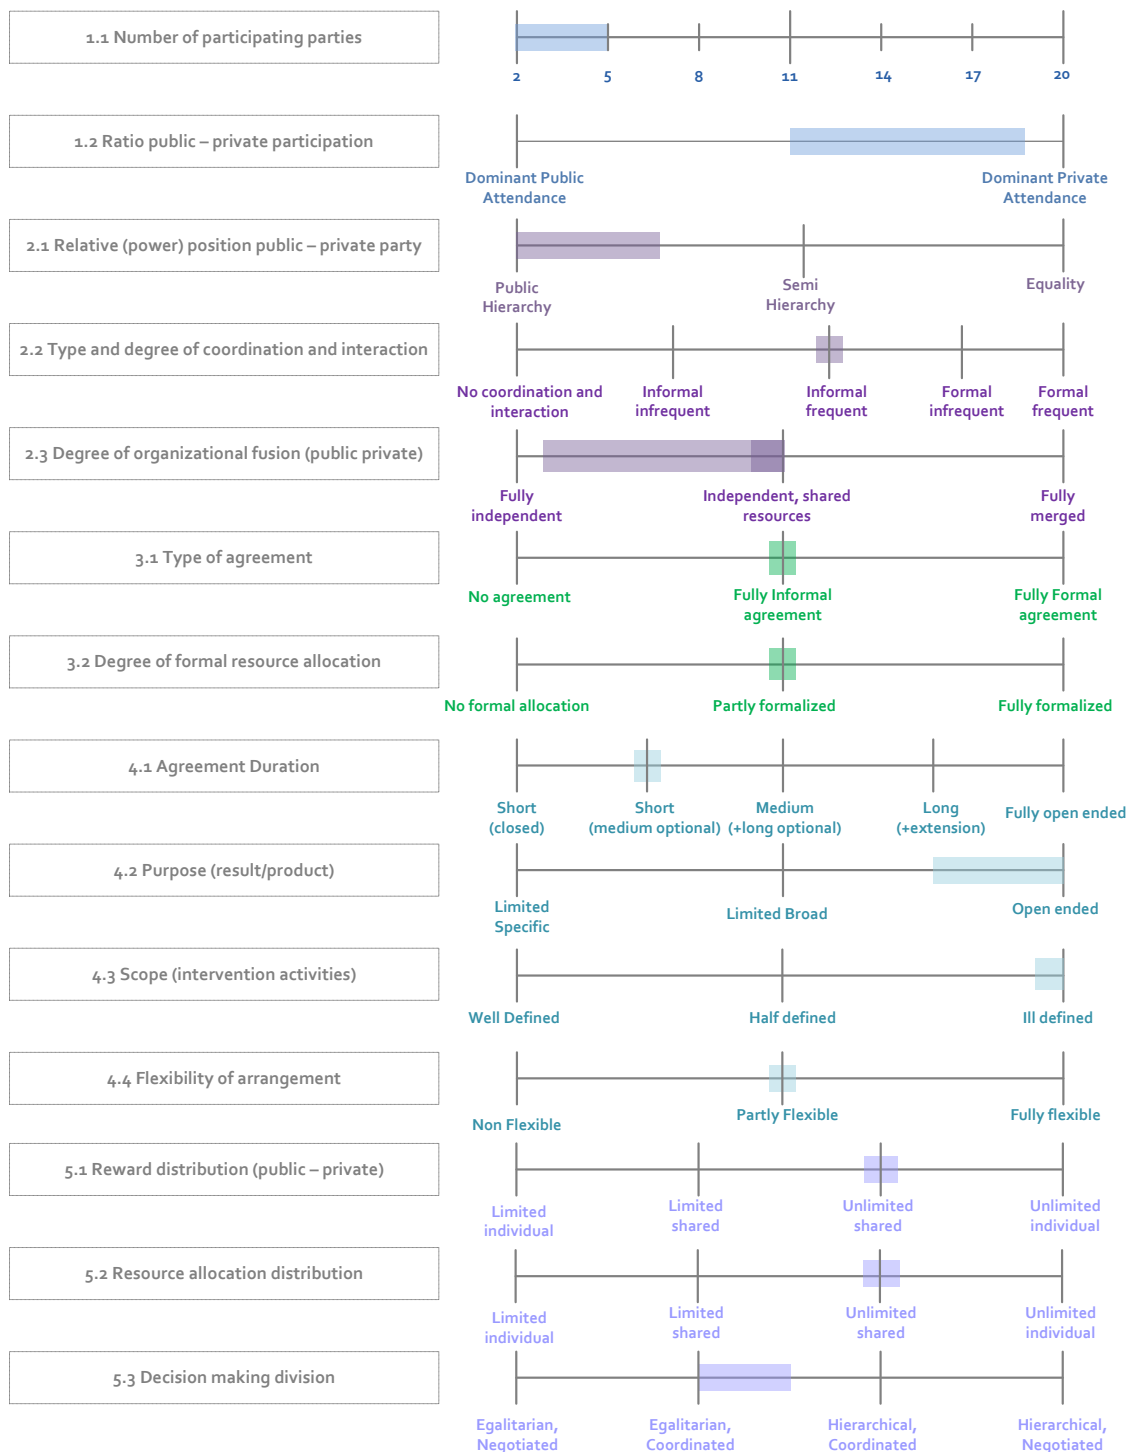 1.1 Number of participating parties
2 5 8 11 14 17 20
1.2 Ratio public – private participation
Dominant Public
Attendance
Dominant Private
Attendance
2.1 Relative (power) position public – private party
Public
Hierarchy
Semi
Hierarchy
Equality
2.2 Type and degree of coordination and interaction
No coordination and
interaction
Informal
infrequent
Informal
frequent
Formal
infrequent
Formal
frequent
2.3 Degree of organizational fusion (public private)
Fully
independent
Independent, shared
resources
Fully
merged
3.1 Type of agreement
No agreement
Fully Informal
agreement
Fully Formal
agreement
3.2 Degree of formal resource allocation
No formal allocation
Partly formalized
Fully formalized
4.1 Agreement Duration
Short
(closed)
Short
(medium optional)
Medium
(+long optional)
Long
(+extension)
Fully open ended
4.2 Purpose (result/product)
Limited
Specific
Limited Broad
Open ended
4.3 Scope (intervention activities)
Well Defined
Half defined
Ill defined
4.4 Flexibility of arrangement
Non Flexible
Partly Flexible
Fully flexible
5.1 Reward distribution (public – private)
Limited
individual
Limited
shared
Unlimited
shared
Unlimited
individual
5.2 Resource allocation distribution
Limited
individual
Limited
shared
Unlimited
shared
Unlimited
individual
5.3 Decision making division
Egalitarian,
Negotiated
Egalitarian,
Coordinated
Hierarchical,
Coordinated
Hierarchical,
Negotiated